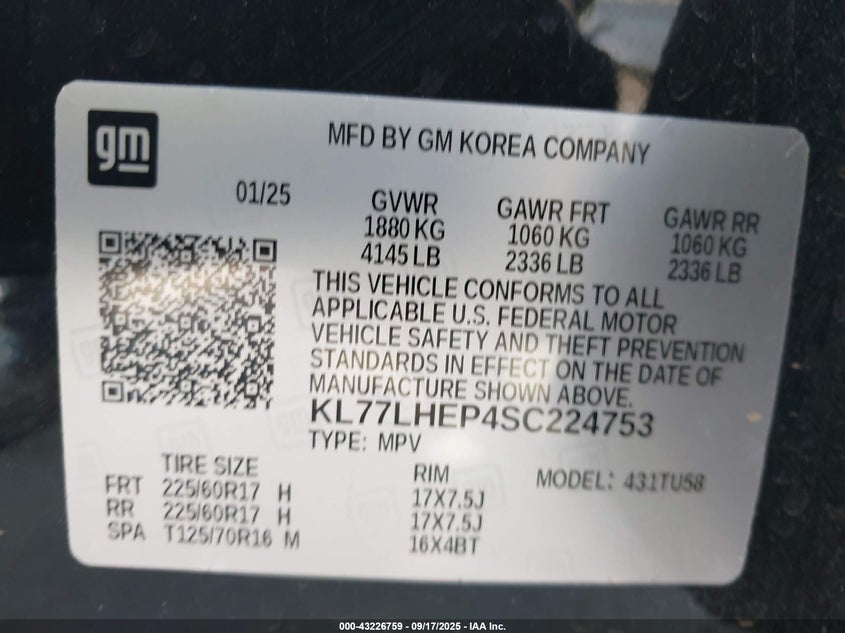 gm
MFD BY GM KOREA COMPANY
01/25
GVWR GAWR FRT GAWR RR
1880 KG 1060 KG 1060 KG
4145 LB 2336 LB 2336 LB
THIS VEHICLE CONFORMS TO ALL
APPLICABLE U.S. FEDERAL MOTOR
VEHICLE SAFETY AND THEFT PREVENTION
STANDARDS IN EFFECT ON THE DATE OF
MANUFACTURE SHOWN ABOVE.
KL77LHEP4SC224753
TYPE: MPV
TIRE SIZE RIM MODEL: 431TU58
FRT 225/60R17 H 17X7.5J
RR 225/60R17 H 17X7.5J
SPA T125/70R16 M 16X4BT
000-43226759 - 09/17/2025 - IAA Inc.